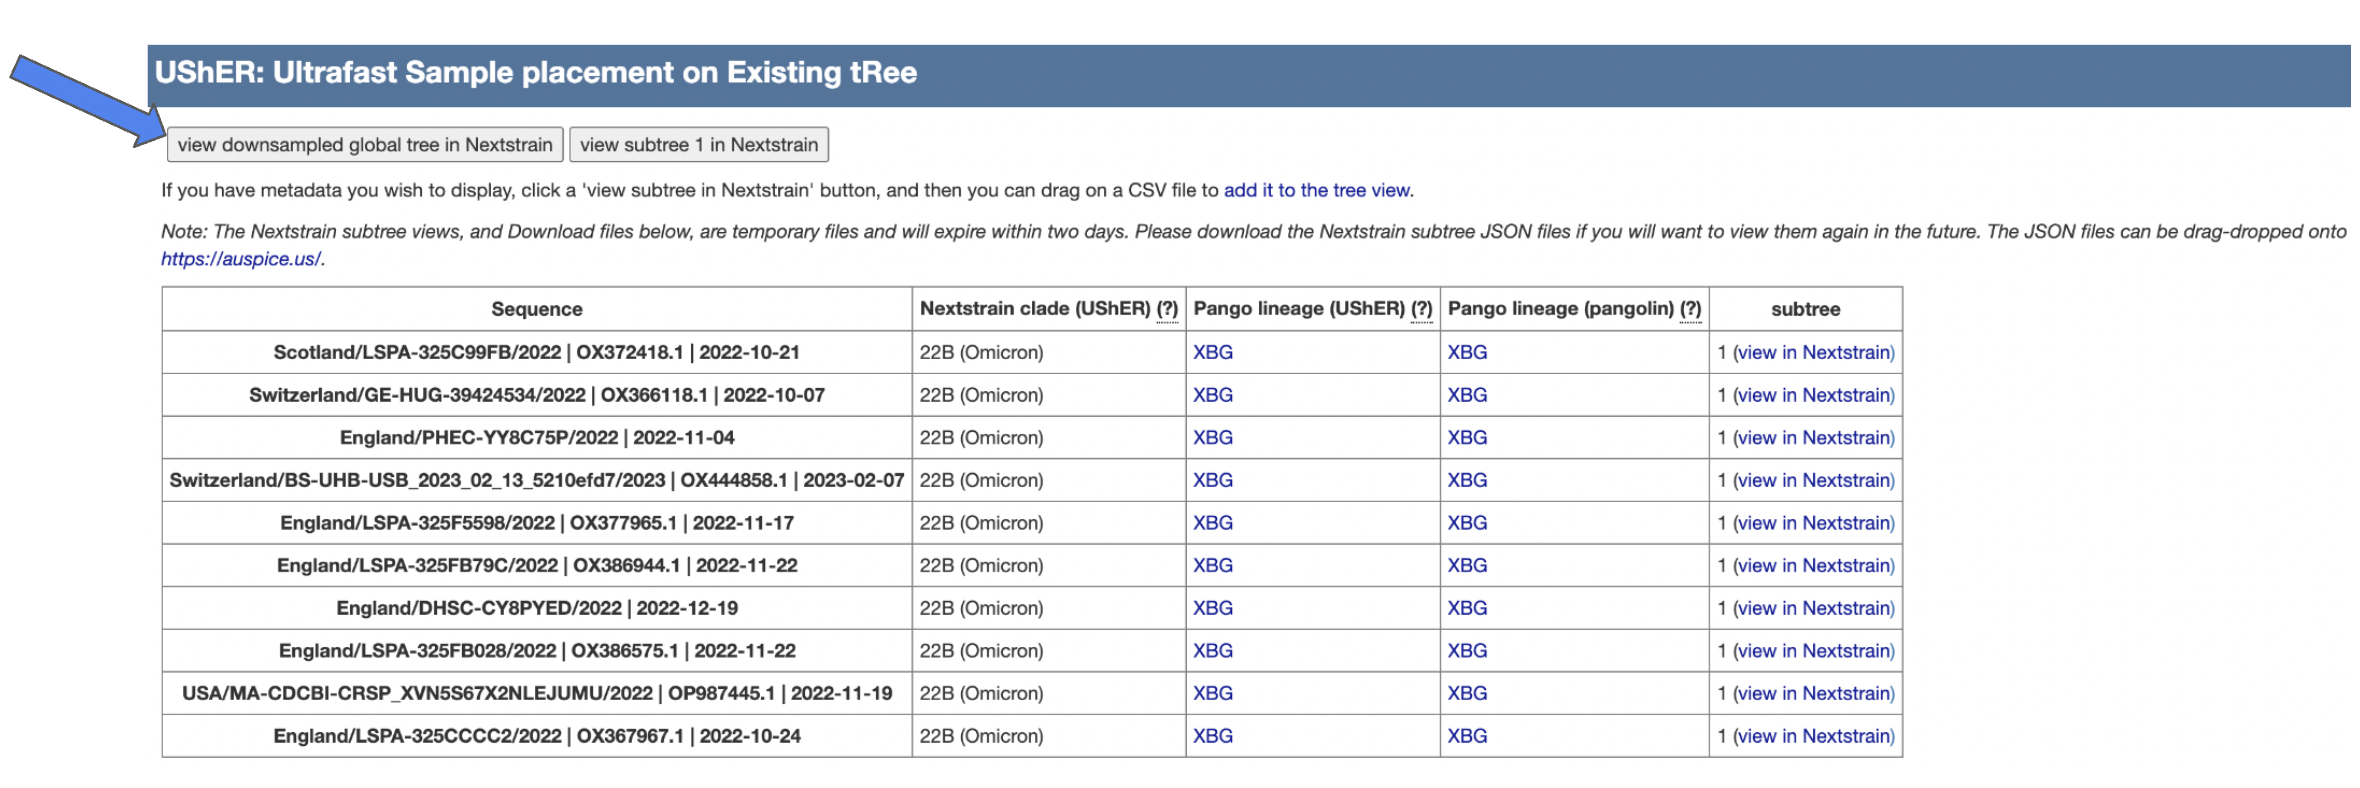 UShER: Ultrafast Sample placement on Existing tRee
view downsampled global tree in Nextstrain view subtree 1 in Nextstrain
If you have metadata you wish to display, click a 'view subtree in Nextstrain' button, and then you can drag on a CSV file to add it to the tree view.
Note: The Nextstrain subtree views, and Download files below, are temporary files and will expire within two days. Please download the Nextstrain subtree JSON files if you will want to view them again in the future. The JSON files can be drag-dropped onto
https://auspice.us/.
Sequence Nextstrain clade (UShER) (?) Pango lineage (UShER) (?) Pango lineage (pangolin) (?) subtree
Scotland/LSPA-325C99FB/2022 | OX372418.1 | 2022-10-21 22B (Omicron) XBG XBG 1 (view in Nextstrain)
Switzerland/GE-HUG-39424534/2022 | OX366118.1 | 2022-10-07 22B (Omicron) XBG XBG 1 (view in Nextstrain)
England/PHEC-YY8C75P/2022 | 2022-11-04 22B (Omicron) XBG XBG 1 (view in Nextstrain)
Switzerland/BS-UHB-USB_2023_02_13_5210efd7/2023 | OX444858.1 | 2023-02-07 22B (Omicron) XBG XBG 1 (view in Nextstrain)
England/LSPA-325F5598/2022 | OX377965.1 | 2022-11-17 22B (Omicron) XBG XBG 1 (view in Nextstrain)
England/LSPA-325FB79C/2022 | OX386944.1 | 2022-11-22 22B (Omicron) XBG XBG 1 (view in Nextstrain)
England/DHSC-CY8PYED/2022 | 2022-12-19 22B (Omicron) XBG XBG 1 (view in Nextstrain)
England/LSPA-325FB028/2022 | OX386575.1 | 2022-11-22 22B (Omicron) XBG XBG 1 (view in Nextstrain)
USA/MA-CDCBI-CRSP_XVN5S67X2NLEJUMU/2022 | OP987445.1 | 2022-11-19 22B (Omicron) XBG XBG 1 (view in Nextstrain)
England/LSPA-325CCCC2/2022 | OX367967.1 | 2022-10-24 22B (Omicron) XBG XBG 1 (view in Nextstrain)